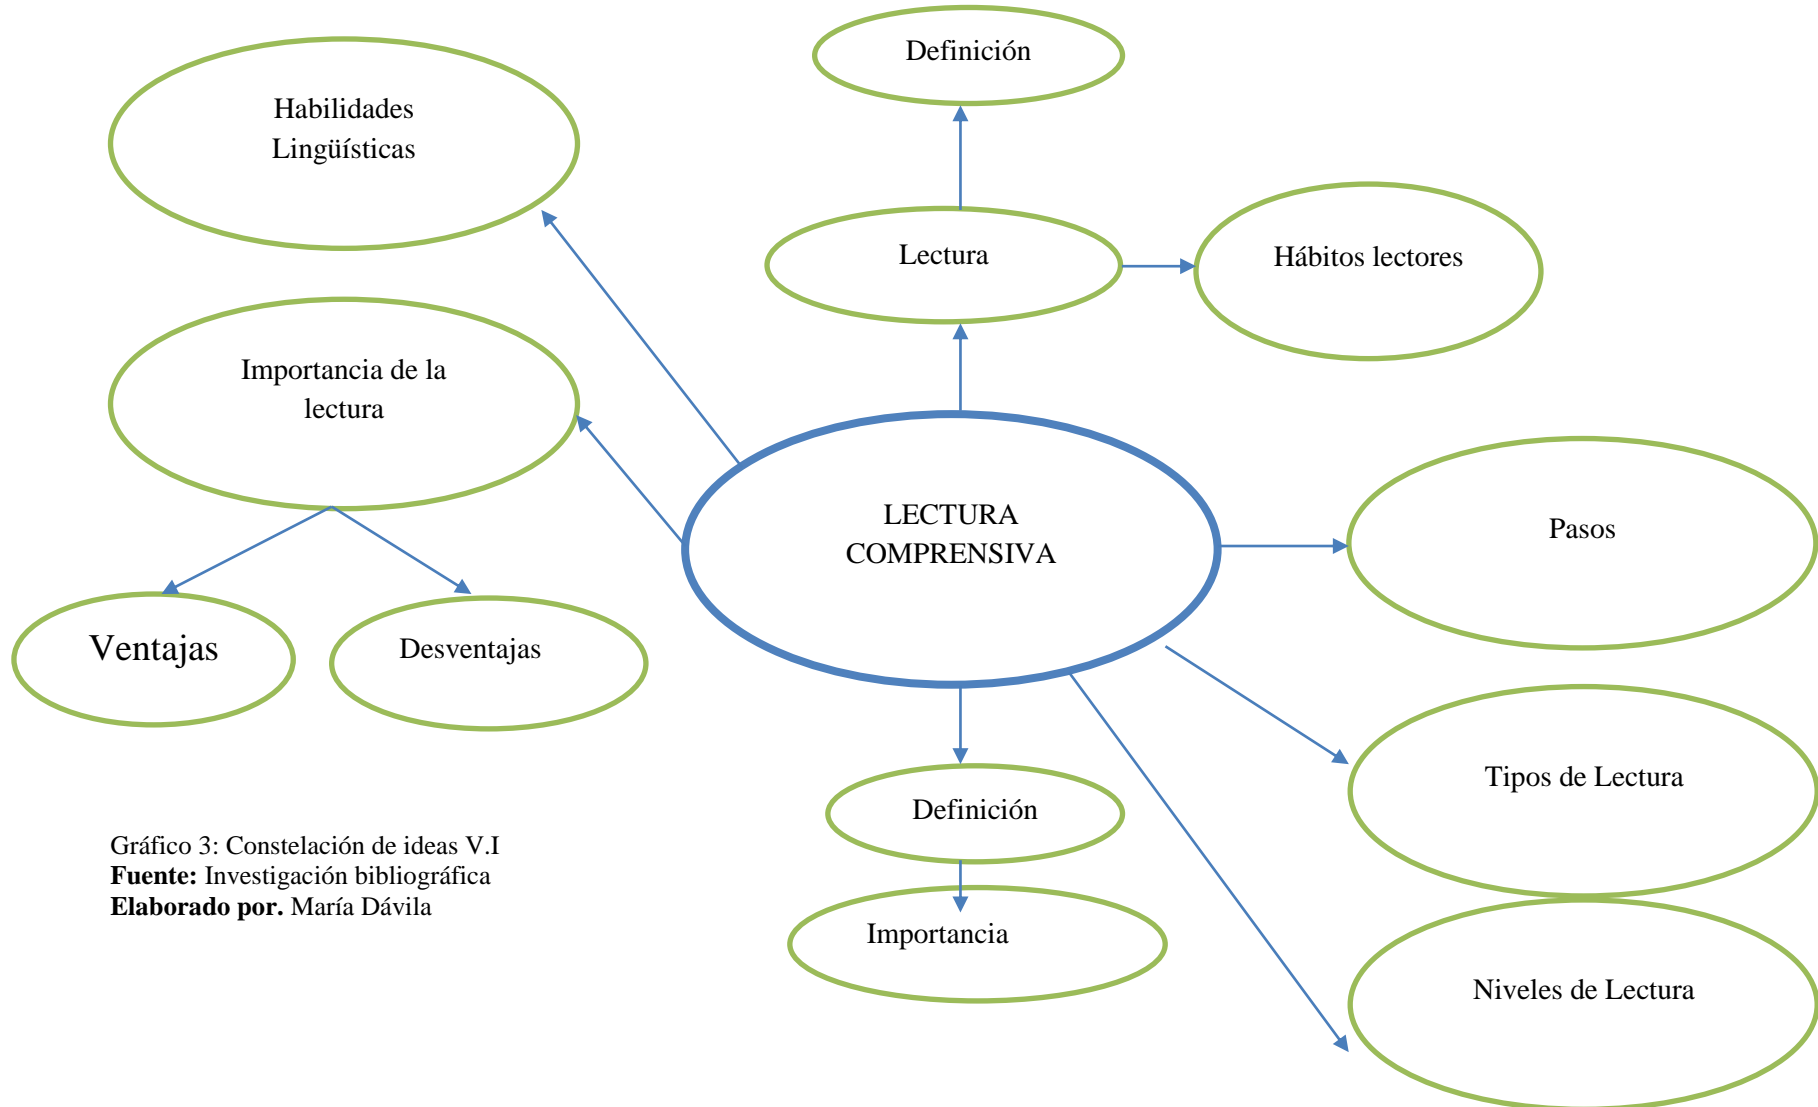 Definición
Habilidades
Lingüísticas
Lectura
Hábitos lectores
Importancia de la
lectura
LECTURA
COMPRENSIVA
Pasos
Ventajas
Desventajas
Tipos de Lectura
Definición
Gráfico 3: Constelación de ideas V.I
Fuente: Investigación bibliográfica
Elaborado por. María Dávila
Importancia
Niveles de Lectura